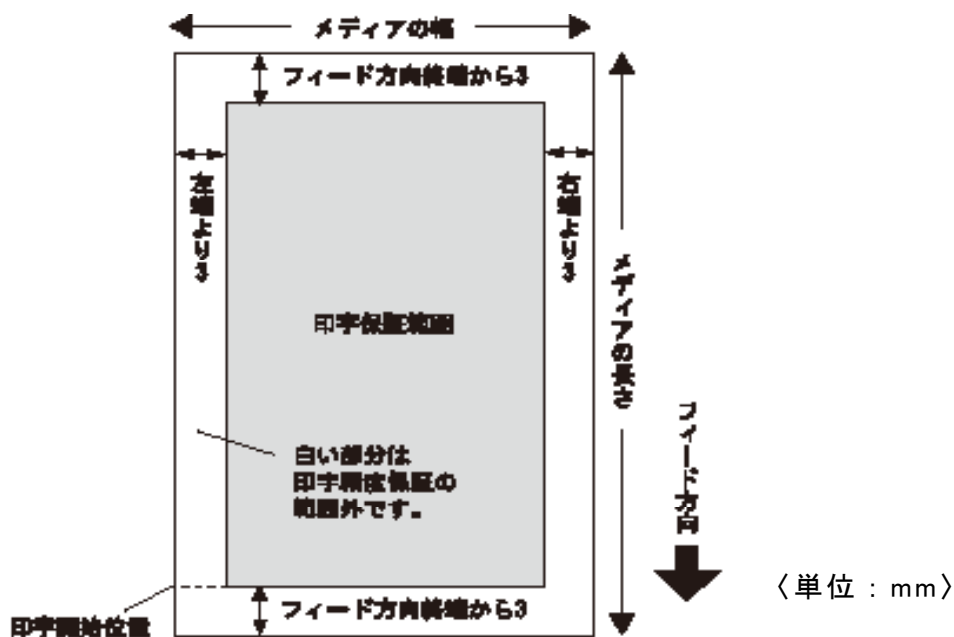 メディアの幅
フィード方向終端から3
左端より3
右端より3
メディアの長さ
印字保証範囲
フィード方向
白い部分は
印字精度保証の
範囲外です。
〈単位：mm〉
フィード方向終端から3
印字開始位置